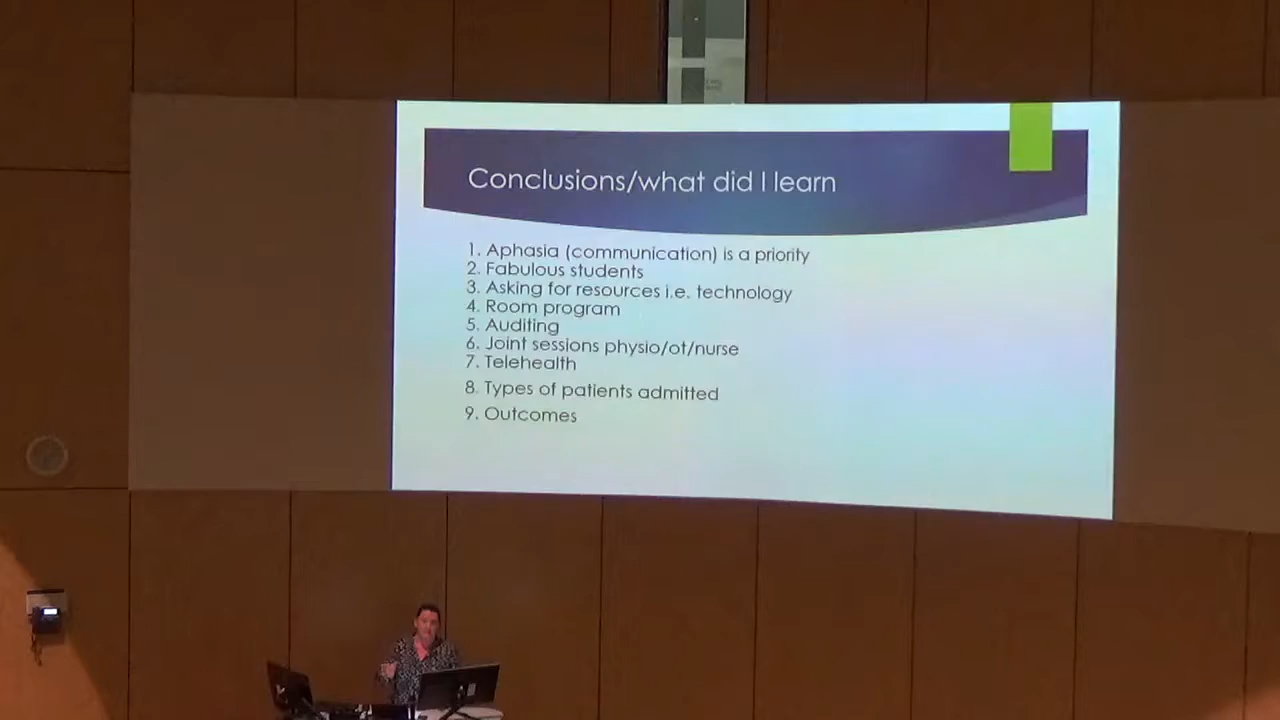 Conclusions/what did I learn
1. Aphasia (communication) is a priority
2. Fabulous students
3. Asking for resources i.e. technology
4. Room program
5. Auditing
6. Joint sessions physio/ot/nurse
7. Telehealth
8. Types of patients admitted
9. Outcomes